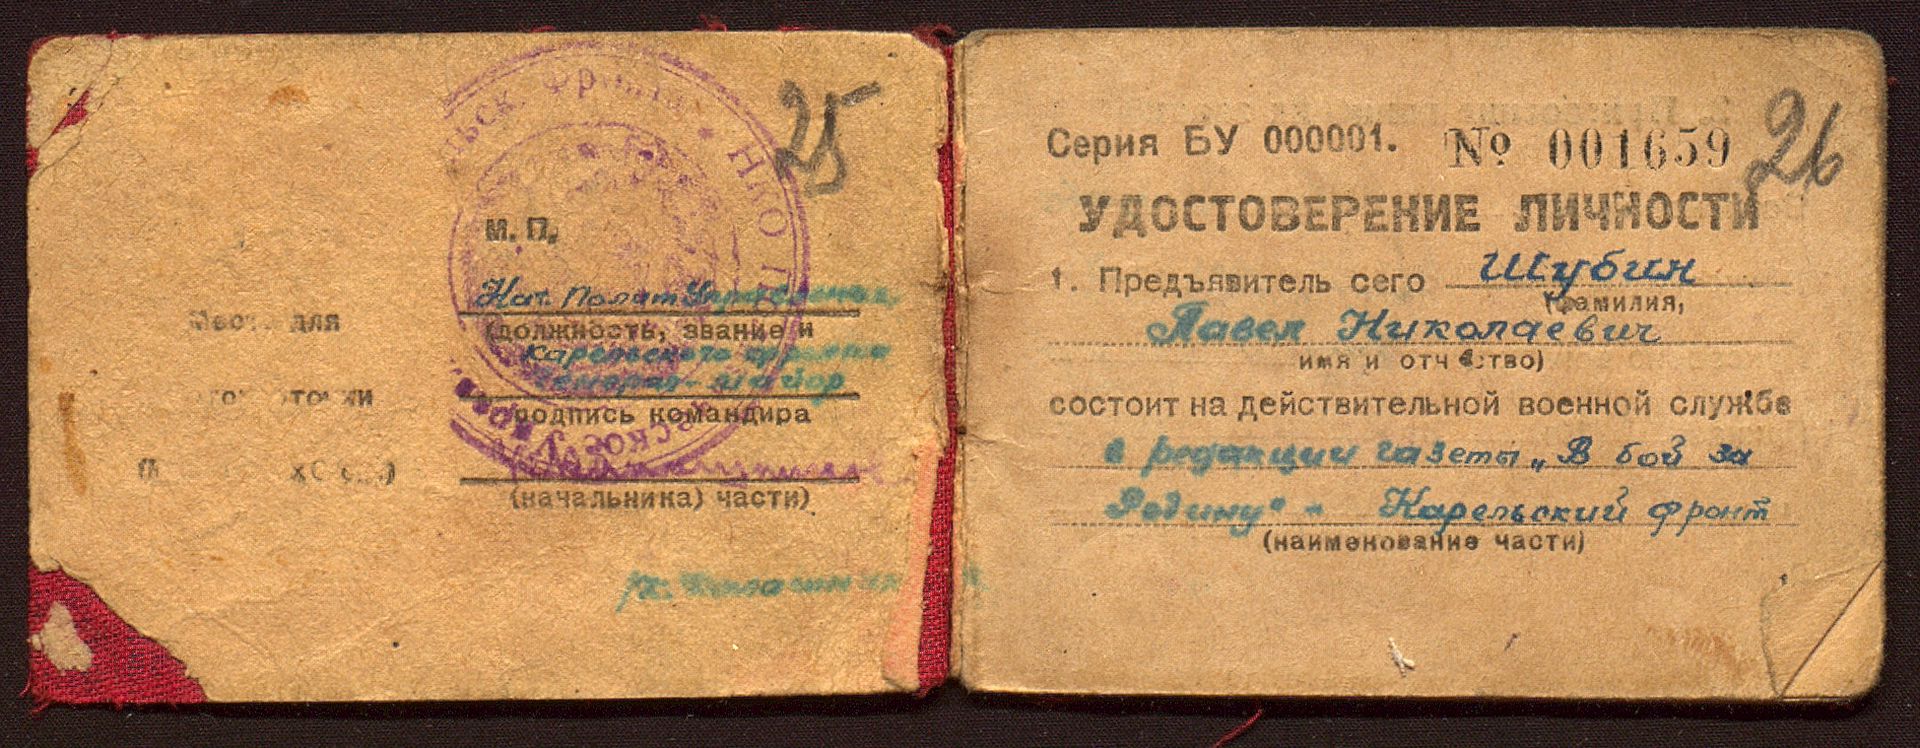 25
М. П.
Нач. Полит Управления
(должность, звание и
Карельского фронта
генерал-майор
подпись командира
(начальника) части)
Место для
26
Серия БУ 000001. № 001659
УДОСТОВЕРЕНИЕ ЛИЧНОСТИ
1. Предъявитель сего Шубин
(фамилия,
Павел Николаевич
имя и отчество)
состоит на действительной военной службе
в редакции газеты „В бой за
Родину" - Карельский фронт
(наименование части)